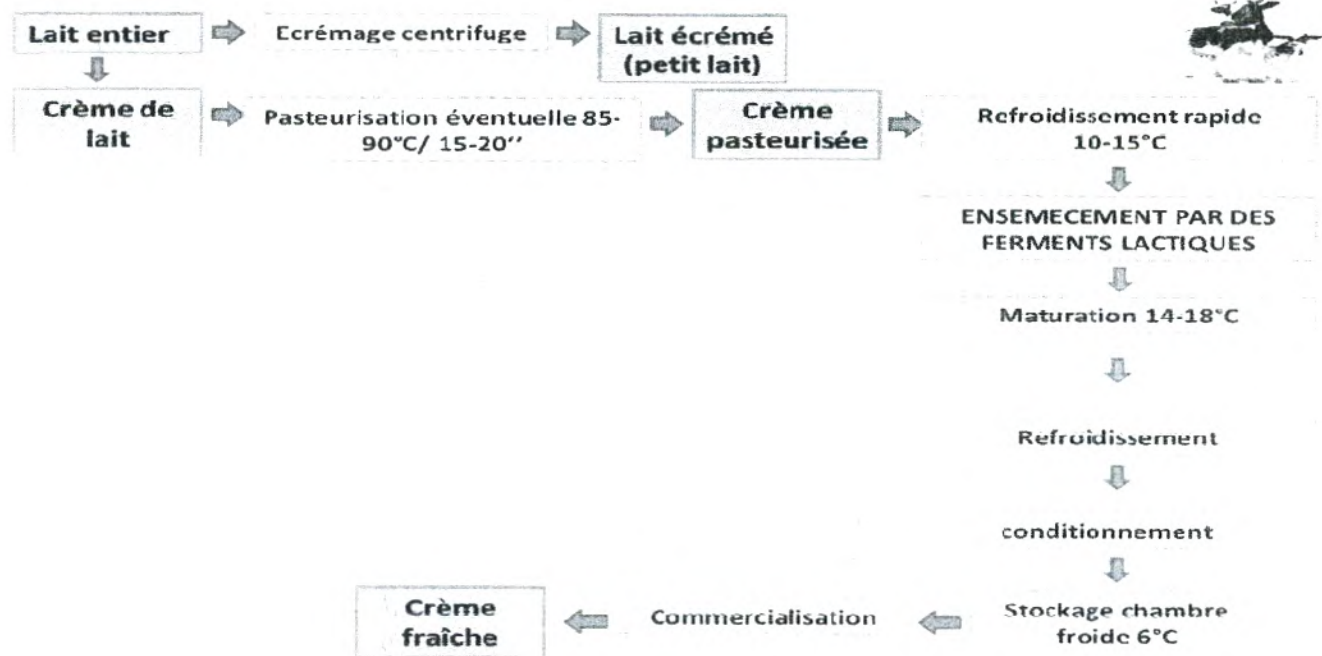 Lait entier
Ecrémage centrifuge
Lait écrémé
(petit lait)
Crème de
lait
Pasteurisation éventuelle 85-
90°C/ 15-20’’
Crème
pasteurisée
Refroidissement rapide
10-15°C
ENSEMECEMENT PAR DES
FERMENTS LACTIQUES
Maturation 14-18°C
Refroidissement
conditionnement
Stockage chambre
froide 6°C
Commercialisation
Crème
fraîche